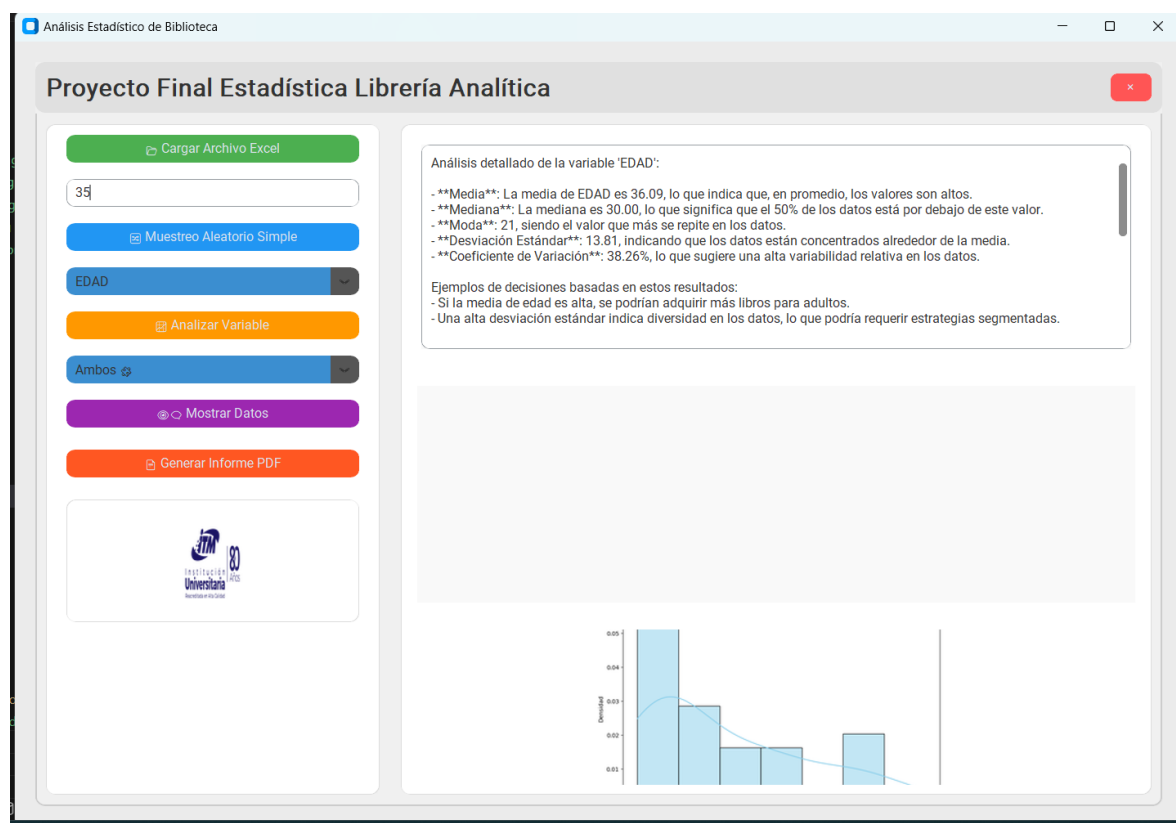 Análisis Estadístico de Biblioteca
Proyecto Final Estadística Librería Analítica
×
Cargar Archivo Excel
35
Muestreo Aleatorio Simple
EDAD
Analizar Variable
Ambos
Mostrar Datos
Generar Informe PDF
ITM
Institución
Universitaria
80
Años
Análisis detallado de la variable 'EDAD':
- **Media**: La media de EDAD es 36.09, lo que indica que, en promedio, los valores son altos.
- **Mediana**: La mediana es 30.00, lo que significa que el 50% de los datos está por debajo de este valor.
- **Moda**: 21, siendo el valor que más se repite en los datos.
- **Desviación Estándar**: 13.81, indicando que los datos están concentrados alrededor de la media.
- **Coeficiente de Variación**: 38.26%, lo que sugiere una alta variabilidad relativa en los datos.
Ejemplos de decisiones basadas en estos resultados:
- Si la media de edad es alta, se podrían adquirir más libros para adultos.
- Una alta desviación estándar indica diversidad en los datos, lo que podría requerir estrategias segmentadas.
0.05
0.04
0.03
0.02
0.01
Densidad